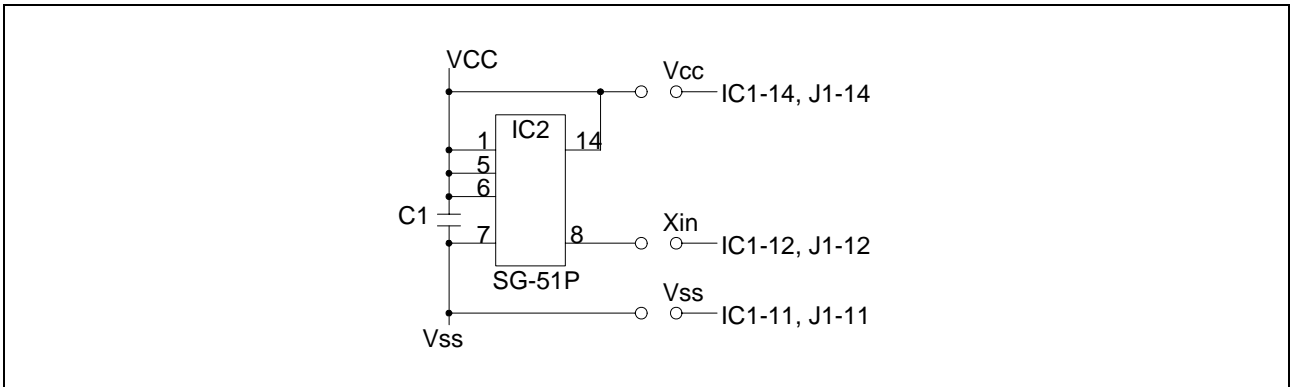 VCC
Vcc
IC1-14, J1-14
IC2
1
14
5
6
C1
7
8
Xin
IC1-12, J1-12
SG-51P
Vss
IC1-11, J1-11
Vss